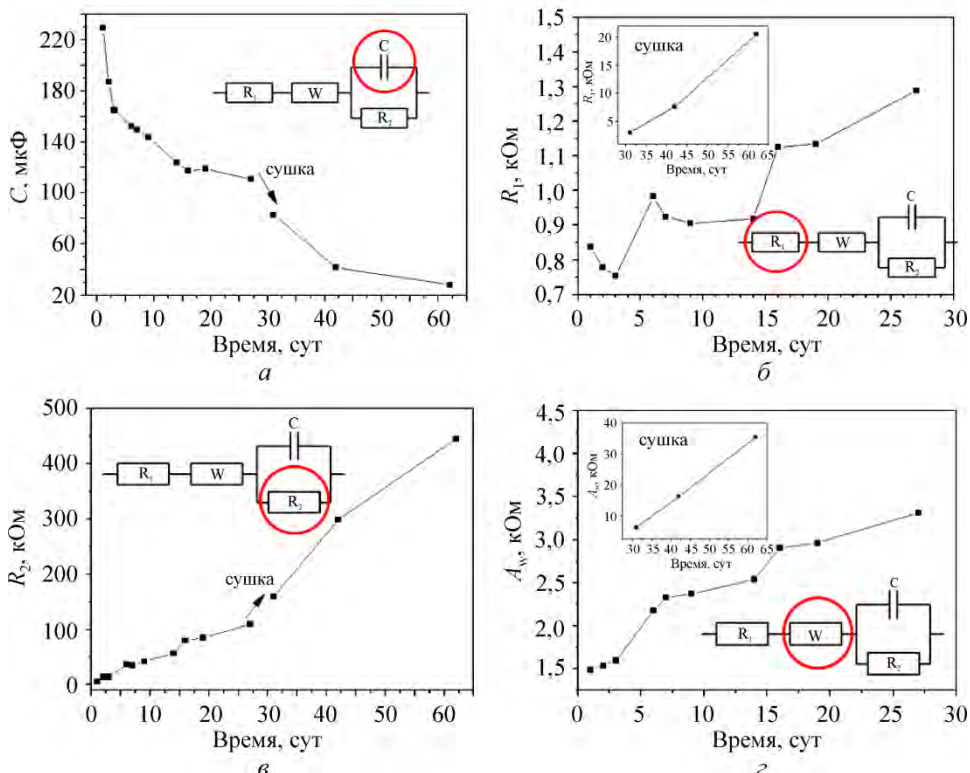 C, мкФ
220
180
140
100
60
20
0 10 20 30 40 50 60
Время, сут
а
сушка
R₁
W
C
R₂
R₁, кОм
1,5
1,4
1,3
1,2
1,1
1,0
0,9
0,8
0,7
0 5 10 15 20 25 30
Время, сут
б
сушка
R₁, кОм
20
15
10
5
30 35 40 45 50 55 60 65
Время, сут
R₁
W
C
R₂
R₂, кОм
500
400
300
200
100
0
0 10 20 30 40 50 60
Время, сут
в
сушка
R₁
W
C
R₂
A_w, кОм
4,5
4,0
3,5
3,0
2,5
2,0
1,5
0 5 10 15 20 25 30
Время, сут
г
сушка
A_w, кОм
40
30
20
10
0
30 35 40 45 50 55 60 65
Время, сут
R₁
W
C
R₂